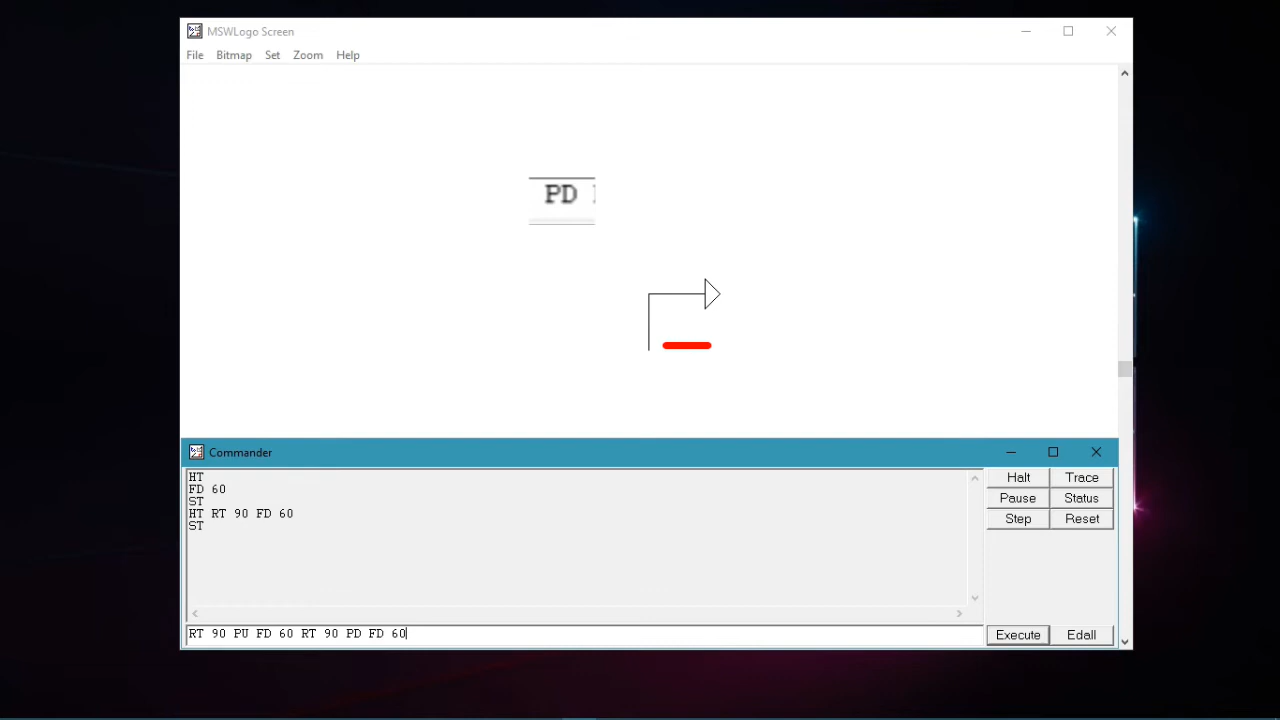 MSWLogo Screen
File Bitmap Set Zoom Help
PD
Commander
HT
FD 60
ST
HT RT 90 FD 60
ST
Halt Trace
Pause Status
Step Reset
RT 90 PU FD 60 RT 90 PD FD 60
Execute Edall